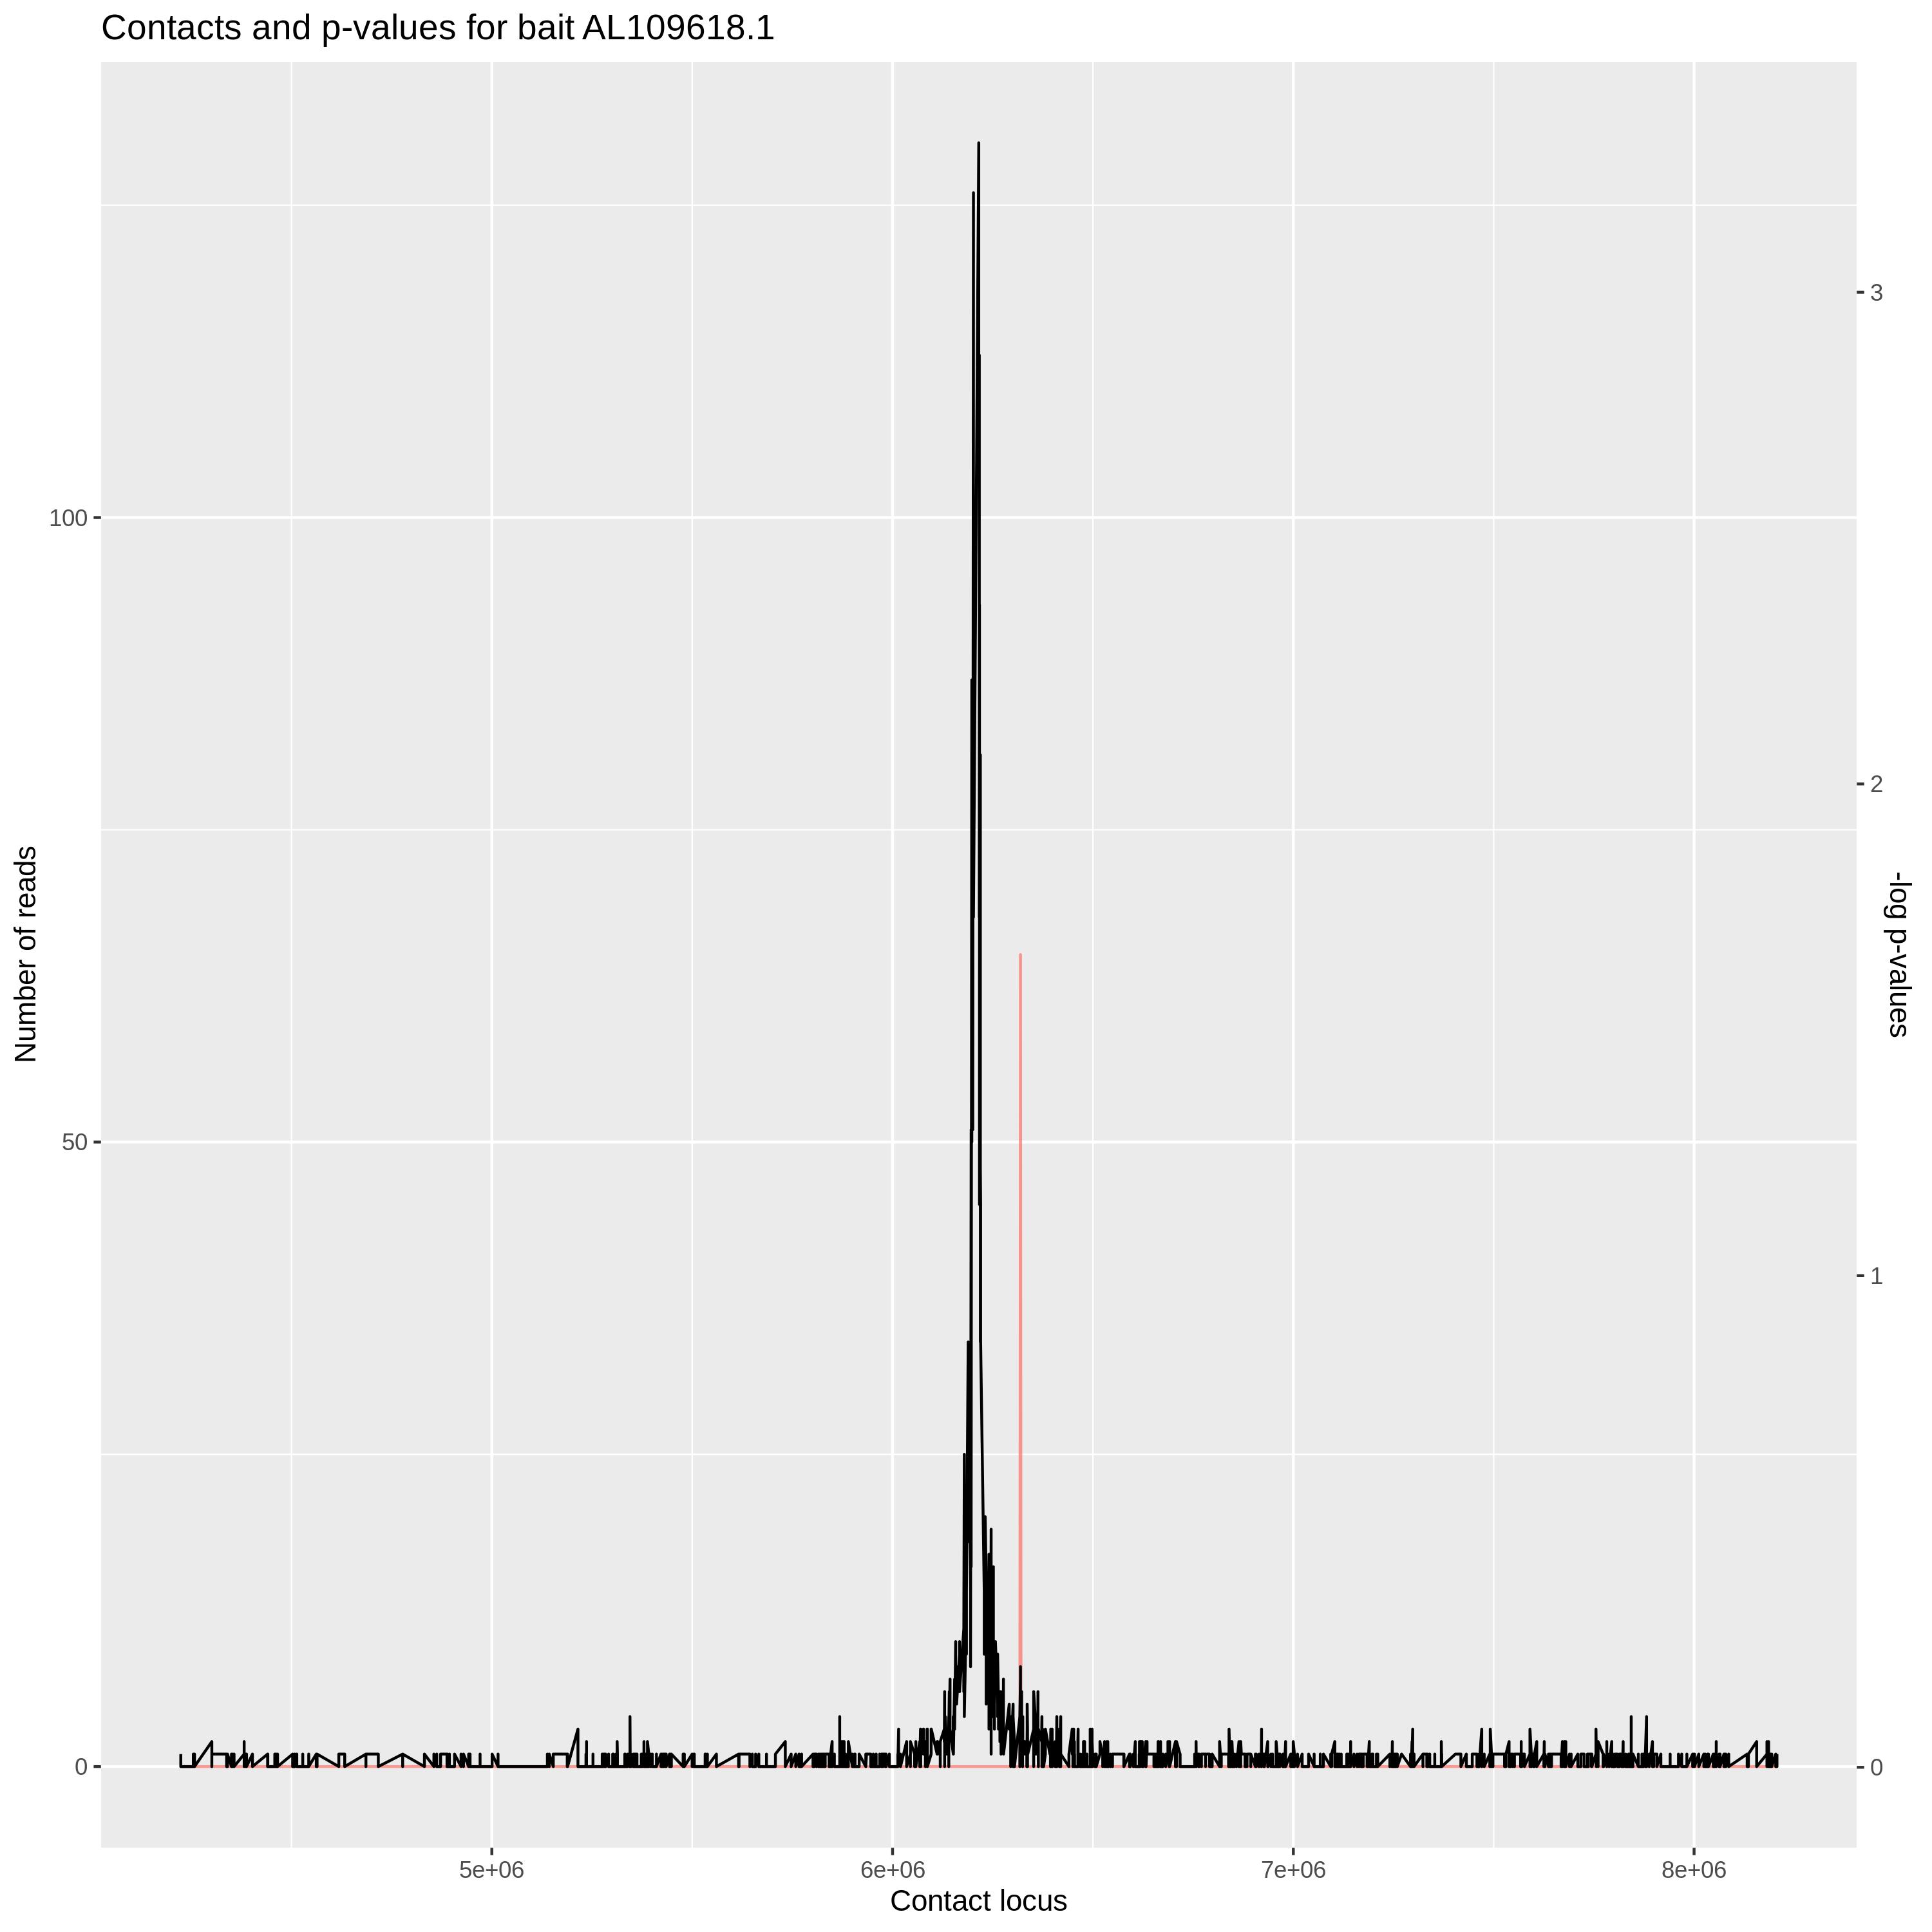 Contacts and p-values for bait AL109618.1
100
50
0
Number of reads
3
2
1
0
-log p-values
5e+06
6e+06
7e+06
8e+06
Contact locus